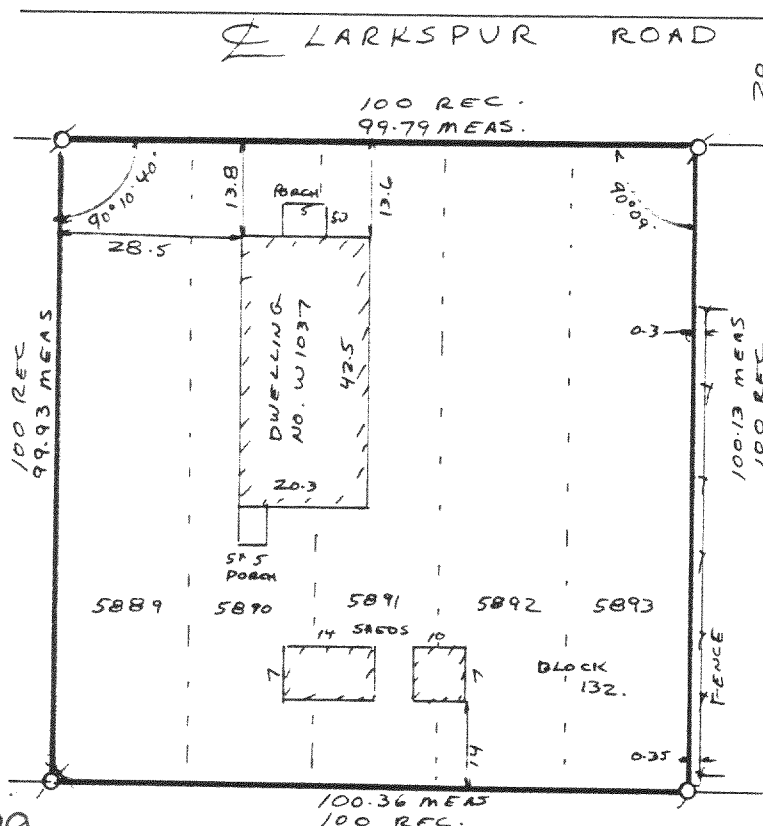 ℄ LARKSPUR ROAD
100 REC.
99.79 MEAS.
90°10'40"
90°09'
13.8
13.6
PORCH
5
28.5
DWELLING
NO. W1037
42.5
20.3
0.3
100 REC
99.93 MEAS
100.13 MEAS
100 REC
5
PORCH
5889
5890
5891
5892
5893
SHEDS
14
10
7
7
BLOCK
132.
FENCE
14
0.35
100.36 MEAS
100 REC.